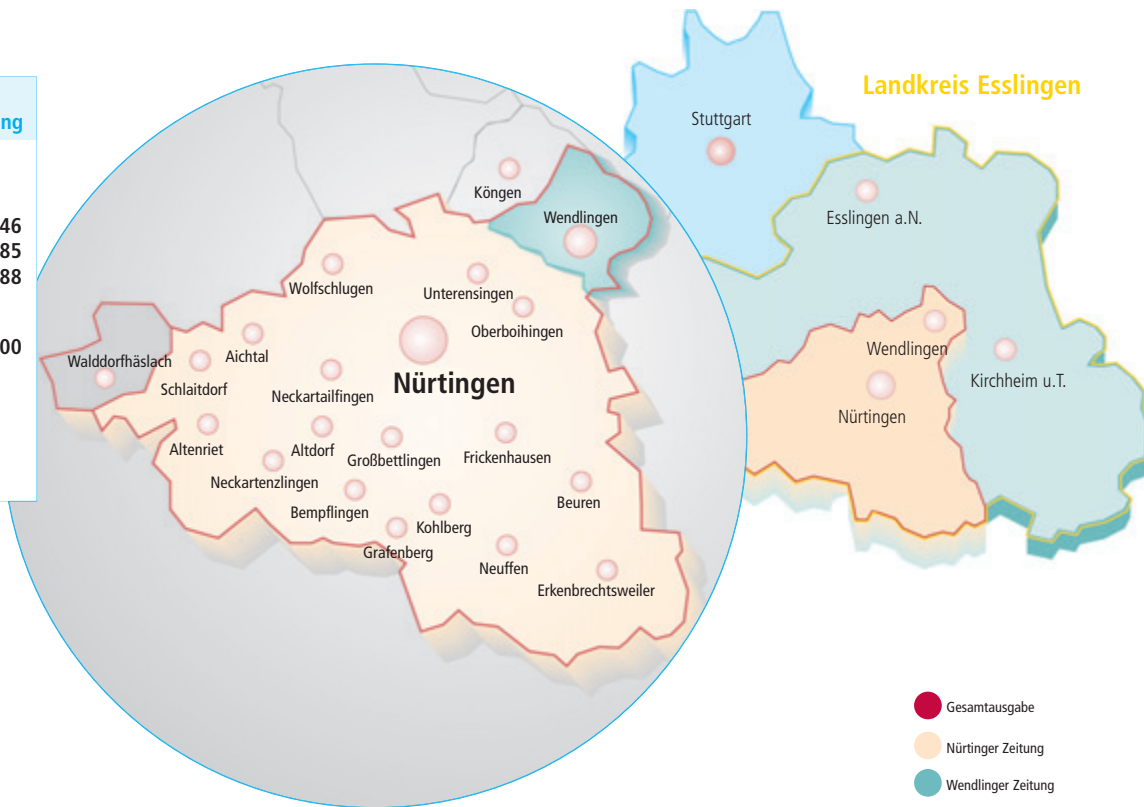 ng
46
85
88
00
Landkreis Esslingen
Stuttgart
Esslingen a.N.
Wendlingen
Kirchheim u.T.
Nürtingen
Köngen
Wendlingen
Wolfschlugen
Unterensingen
Oberboihingen
Walddorfhäslach
Aichtal
Schlaitdorf
Neckartailfingen
Nürtingen
Altenriet
Altdorf
Großbettlingen
Frickenhausen
Neckartenzlingen
Bempflingen
Beuren
Kohlberg
Grafenberg
Neuffen
Erkenbrechtsweiler
Gesamtausgabe
Nürtinger Zeitung
Wendlinger Zeitung